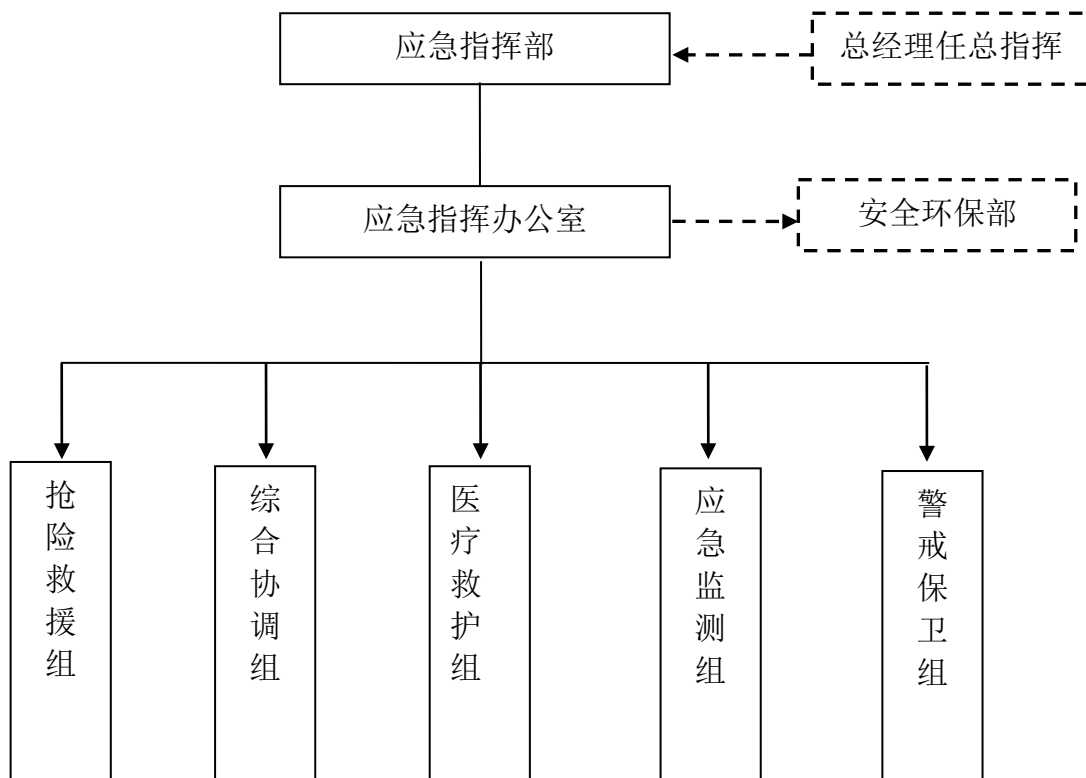 应急指挥部
总经理任总指挥
应急指挥办公室
安全环保部
抢险救援组
综合协调组
医疗救护组
应急监测组
警戒保卫组